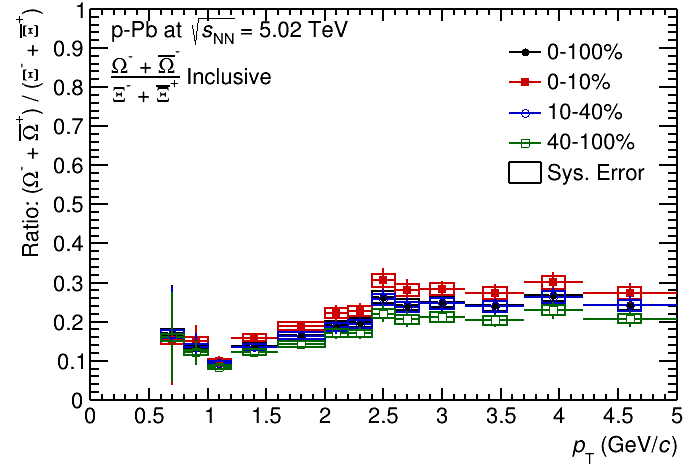 p-Pb at √s_NN = 5.02 TeV
Ω⁻ + Ω̅⁻
Inclusive
Ξ⁻ + Ξ̅⁺
0-100%
0-10%
10-40%
40-100%
Sys. Error
Ratio: (Ω⁻ + Ω̅⁺) / (Ξ⁻ + Ξ̅⁺)
1
0.9
0.8
0.7
0.6
0.5
0.4
0.3
0.2
0.1
0
0 0.5 1 1.5 2 2.5 3 3.5 4 4.5 5
p_T (GeV/c)